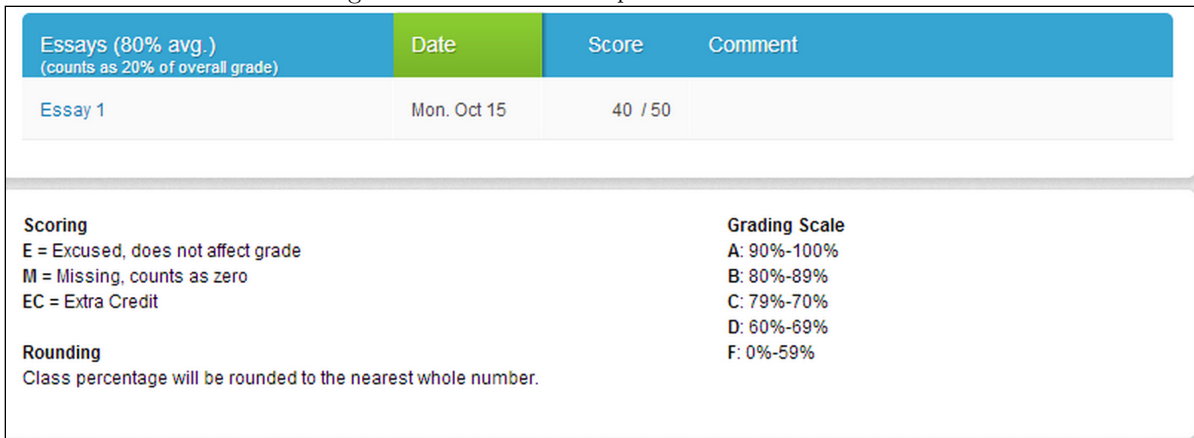 Essays (80% avg.) Date Score Comment
(counts as 20% of overall grade)
Essay 1 Mon. Oct 15 40 / 50
Scoring
E = Excused, does not affect grade
M = Missing, counts as zero
EC = Extra Credit
Rounding
Class percentage will be rounded to the nearest whole number.
Grading Scale
A: 90%-100%
B: 80%-89%
C: 79%-70%
D: 60%-69%
F: 0%-59%